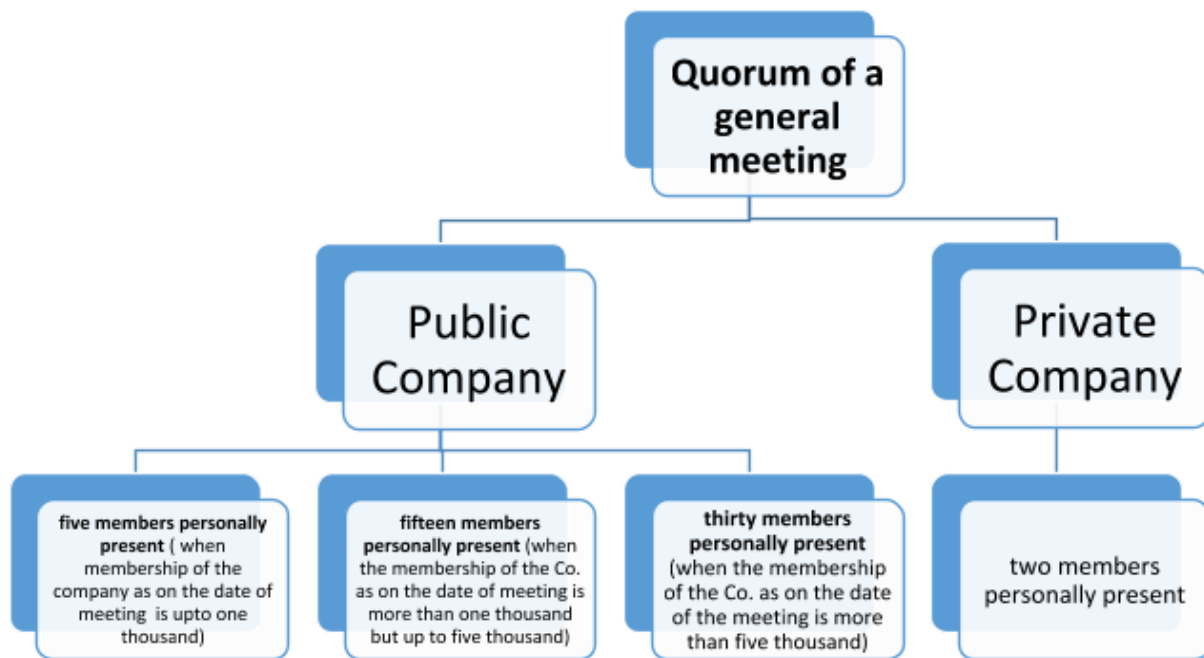 Quorum of a
general
meeting
Public
Company
Private
Company
five members personally
present ( when
membership of the
company as on the date of
meeting is upto one
thousand)
fifteen members
personally present (when
the membership of the Co.
as on the date of meeting is
more than one thousand
but up to five thousand)
thirty members
personally present
(when the membership
of the Co. as on the date
of the meeting is more
than five thousand)
two members
personally present